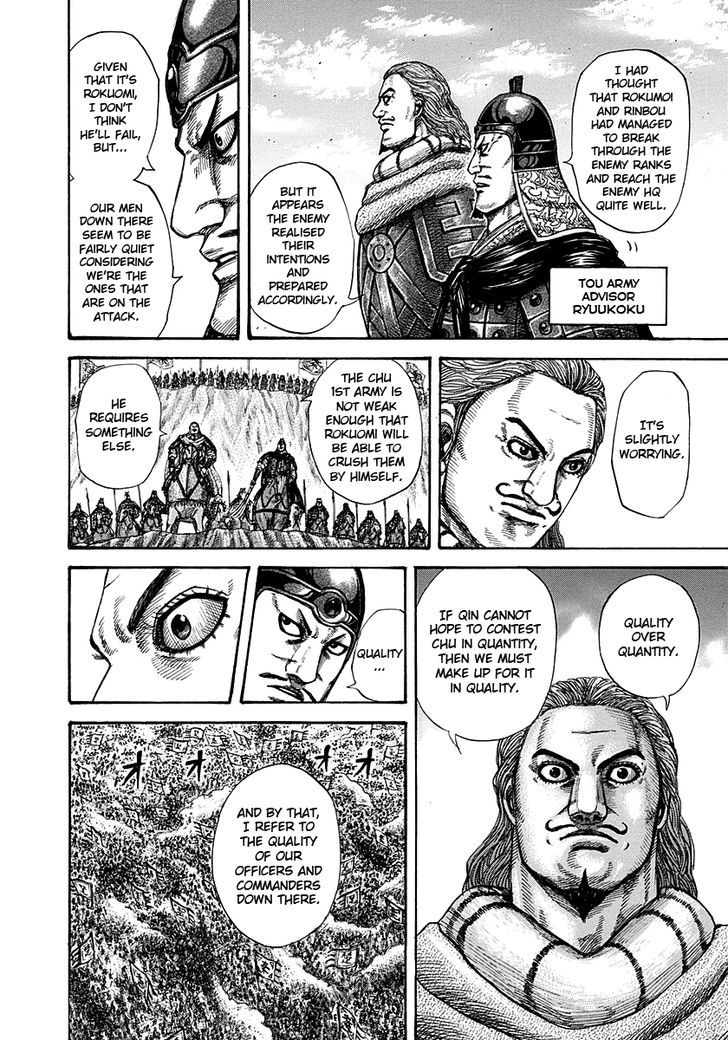 I HAD
THOUGHT
THAT ROKUMOI
AND RINBOU
HAD MANAGED
TO BREAK
THROUGH THE
ENEMY RANKS
AND REACH THE
ENEMY HQ
QUITE WELL.
TOU ARMY
ADVISOR
RYUUKOKU
BUT IT
APPEARS
THE ENEMY
REALISED
THEIR
INTENTIONS
AND
PREPARED
ACCORDINGLY.
GIVEN
THAT IT'S
ROKUOMI,
I DON'T
THINK
HE'LL FAIL,
BUT...
OUR MEN
DOWN THERE
SEEM TO BE
FAIRLY QUIET
CONSIDERING
WE'RE THE
ONES THAT
ARE ON THE
ATTACK.
IT'S
SLIGHTLY
WORRYING.
THE CHU
1ST ARMY IS
NOT WEAK
ENOUGH THAT
ROKUOMI WILL
BE ABLE TO
CRUSH THEM
BY HIMSELF.
HE
REQUIRES
SOMETHING
ELSE.
QUALITY
OVER
QUANTITY.
IF QIN CANNOT
HOPE TO CONTEST
CHU IN QUANTITY,
THEN WE MUST
MAKE UP FOR IT
IN QUALITY.
QUALITY
...
AND BY THAT,
I REFER TO
THE QUALITY
OF OUR
OFFICERS AND
COMMANDERS
DOWN THERE.
オオ